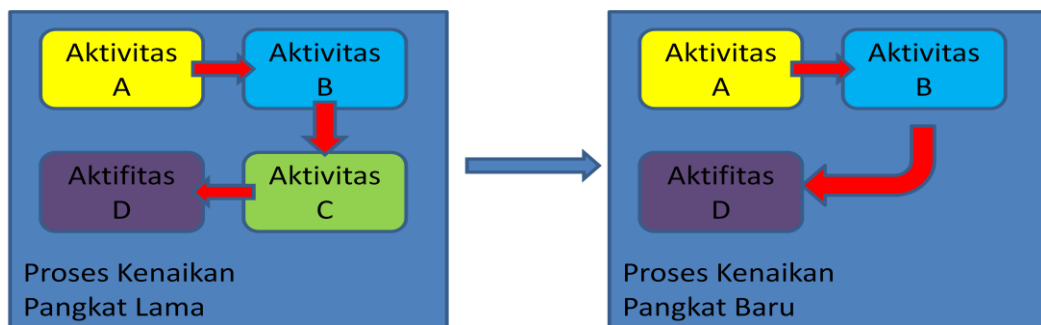 Aktivitas
A
Aktivitas
B
Aktifitas
D
Aktivitas
C
Proses Kenaikan
Pangkat Lama
Aktivitas
A
Aktivitas
B
Aktifitas
D
Proses Kenaikan
Pangkat Baru